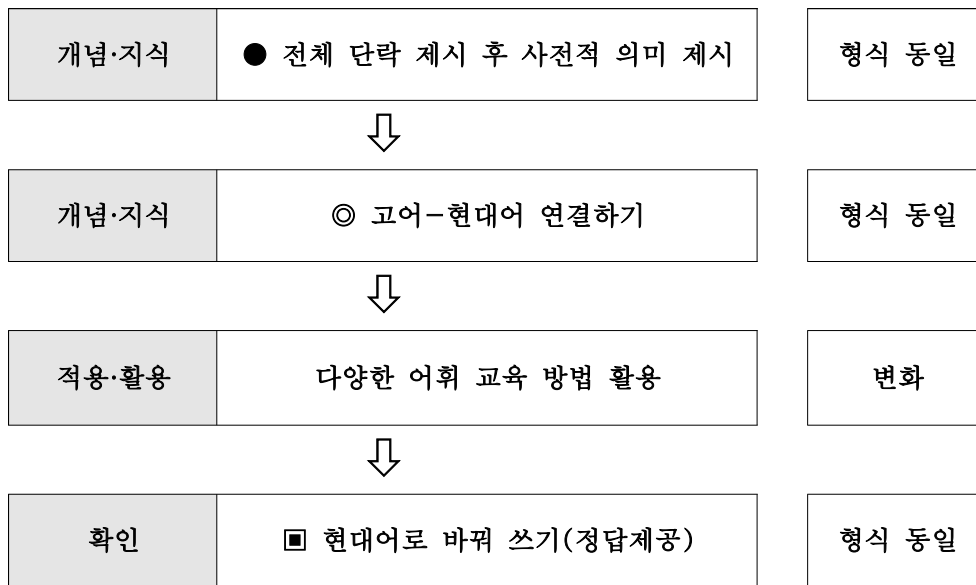 개념·지식 ● 전체 단락 제시 후 사전적 의미 제시 형식 동일
개념·지식 ◎ 고어-현대어 연결하기 형식 동일
적용·활용 다양한 어휘 교육 방법 활용 변화
확인 ▣ 현대어로 바꿔 쓰기(정답제공) 형식 동일